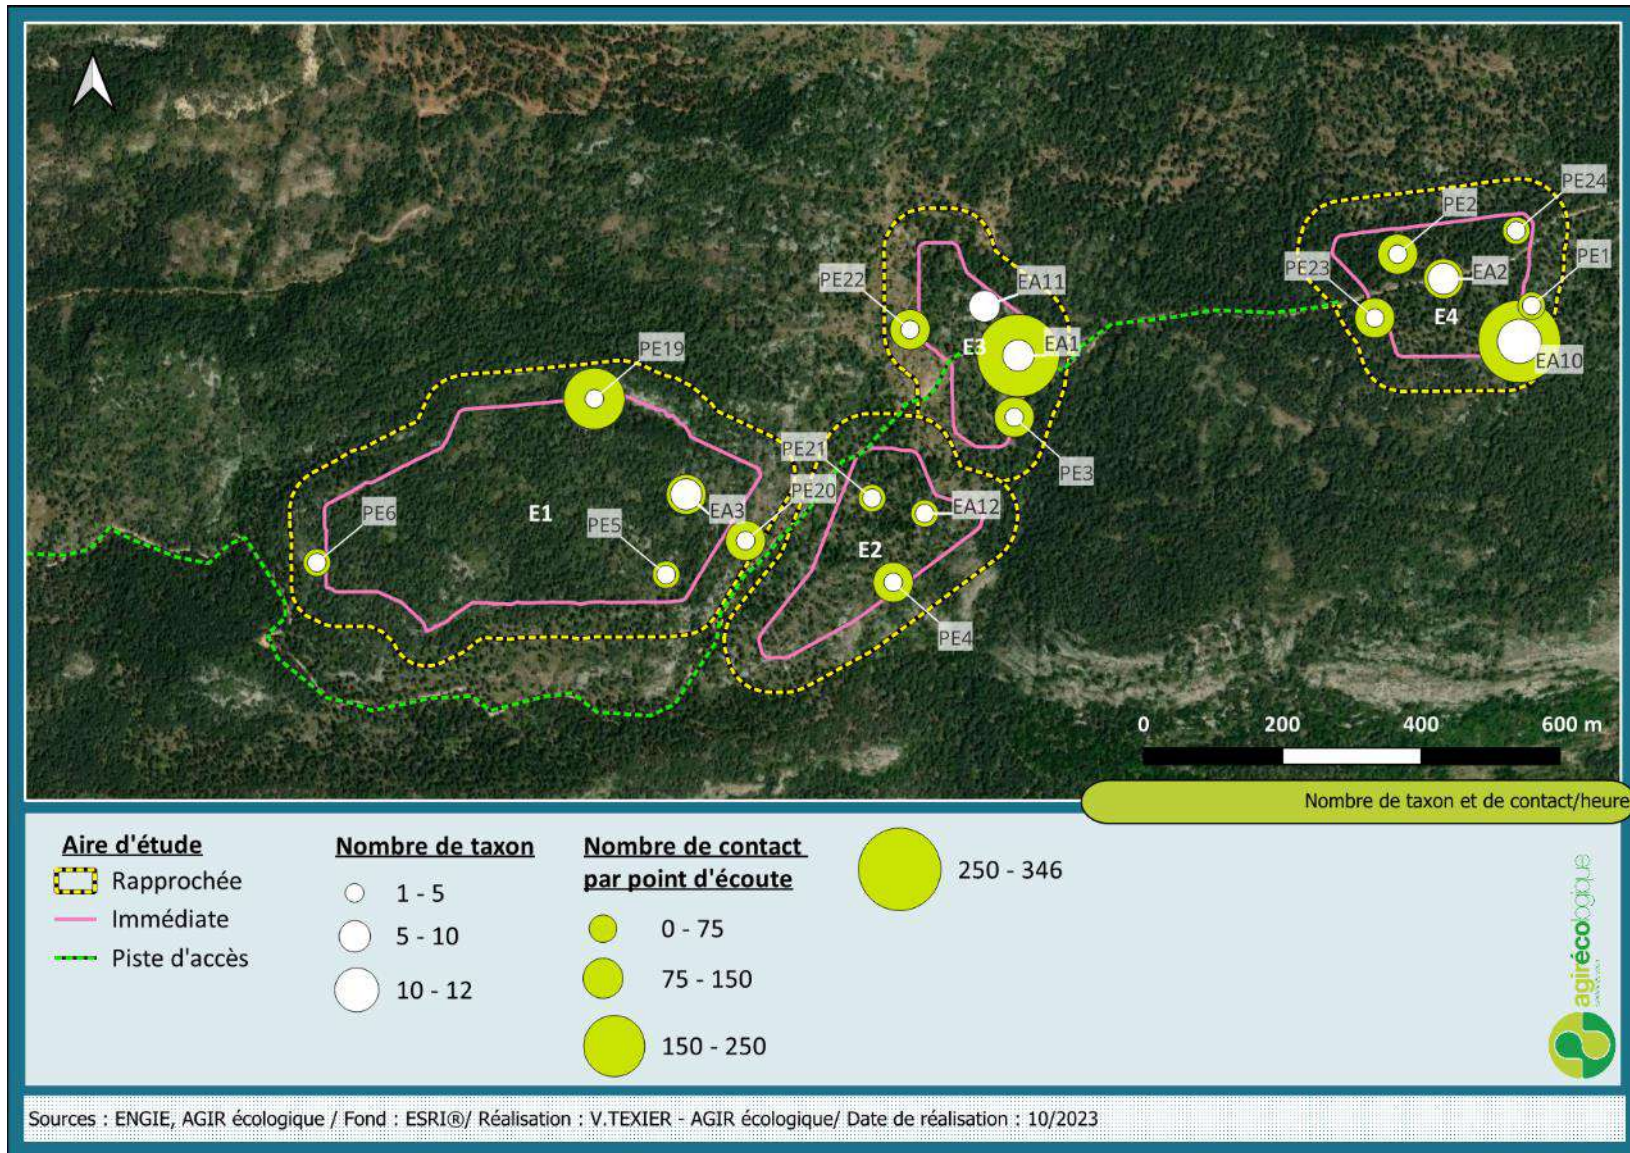 PE24
PE2
PE1
PE23
EA2
E4
EA10
PE22
EA11
E3
EA1
PE19
PE21
PE3
PE20
EA3
EA12
PE6
E1
PE5
E2
PE4
0 200 400 600 m
Nombre de taxon et de contact/heure
Aire d'étude
Rapprochée
Immédiate
Piste d'accès
Nombre de taxon
1 - 5
5 - 10
10 - 12
Nombre de contact
par point d'écoute
0 - 75
75 - 150
150 - 250
250 - 346
agirécologique
Sources : ENGIE, AGIR écologique / Fond : ESRI®/ Réalisation : V.TEXIER - AGIR écologique/ Date de réalisation : 10/2023